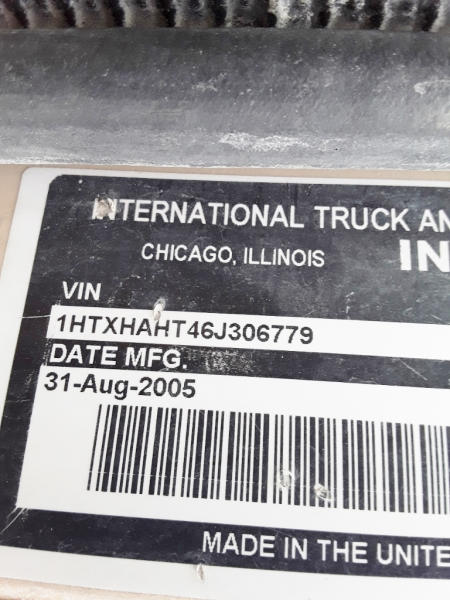 INTERNATIONAL TRUCK AN
CHICAGO, ILLINOIS
IN
VIN
1HTXHAHT46J306779
DATE MFG.
31-Aug-2005
MADE IN THE UNITE